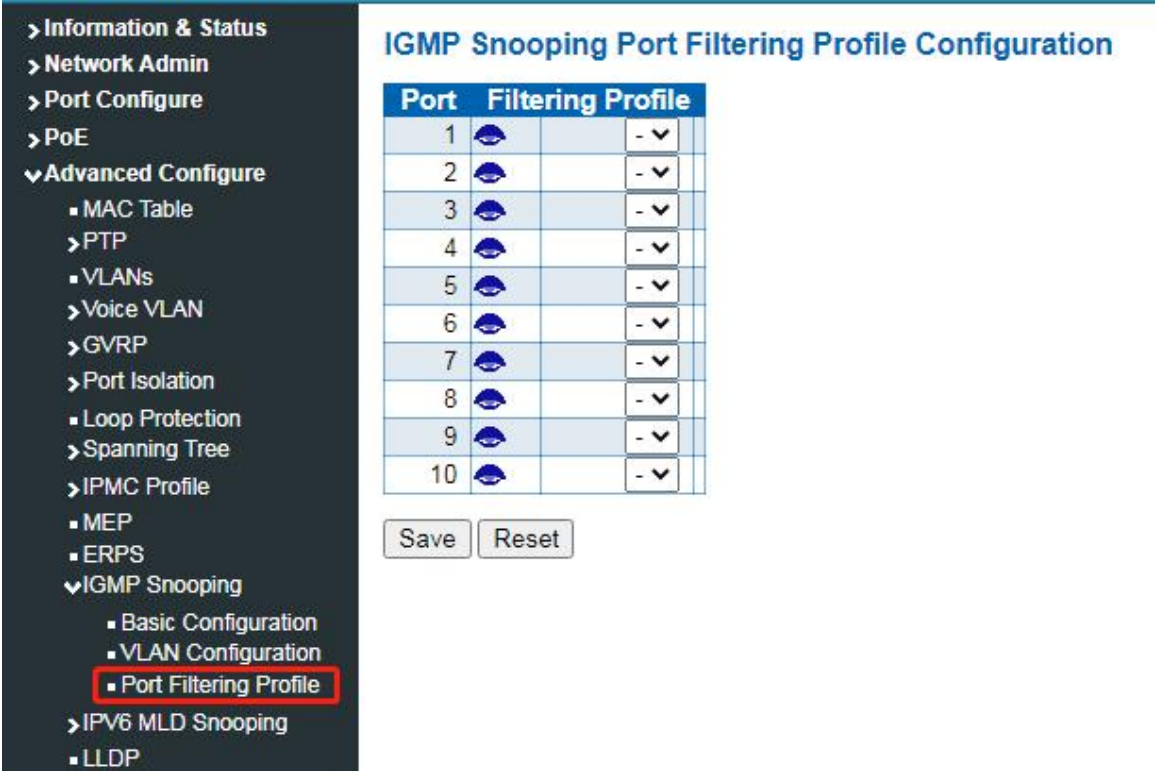 Information & Status
Network Admin
Port Configure
PoE
Advanced Configure
MAC Table
PTP
VLANs
Voice VLAN
GVRP
Port Isolation
Loop Protection
Spanning Tree
IPMC Profile
MEP
ERPS
IGMP Snooping
Basic Configuration
VLAN Configuration
Port Filtering Profile
IPV6 MLD Snooping
LLDP
IGMP Snooping Port Filtering Profile Configuration
Port Filtering Profile
1 -
2 -
3 -
4 -
5 -
6 -
7 -
8 -
9 -
10 -
Save Reset